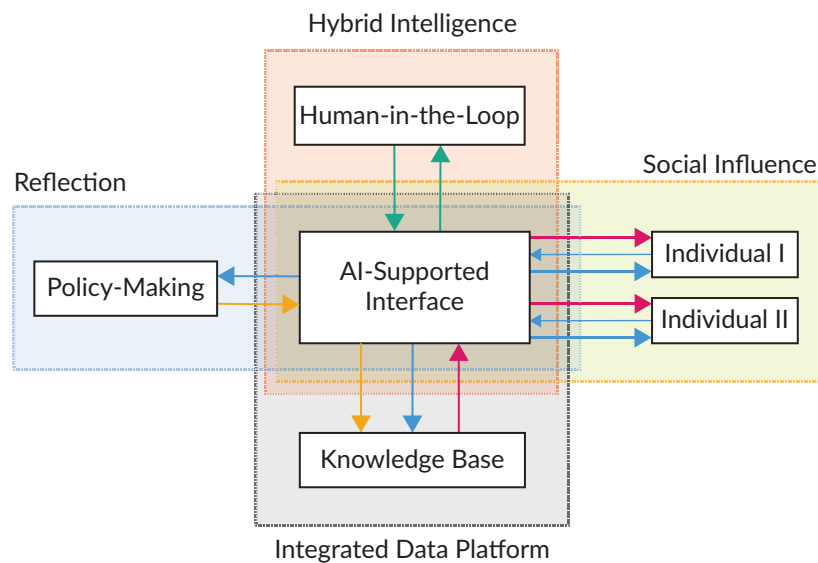 Hybrid Intelligence
Human-in-the-Loop
Social Influence
Reflection
AI-Supported
Interface
Individual I
Policy-Making
Individual II
Knowledge Base
Integrated Data Platform